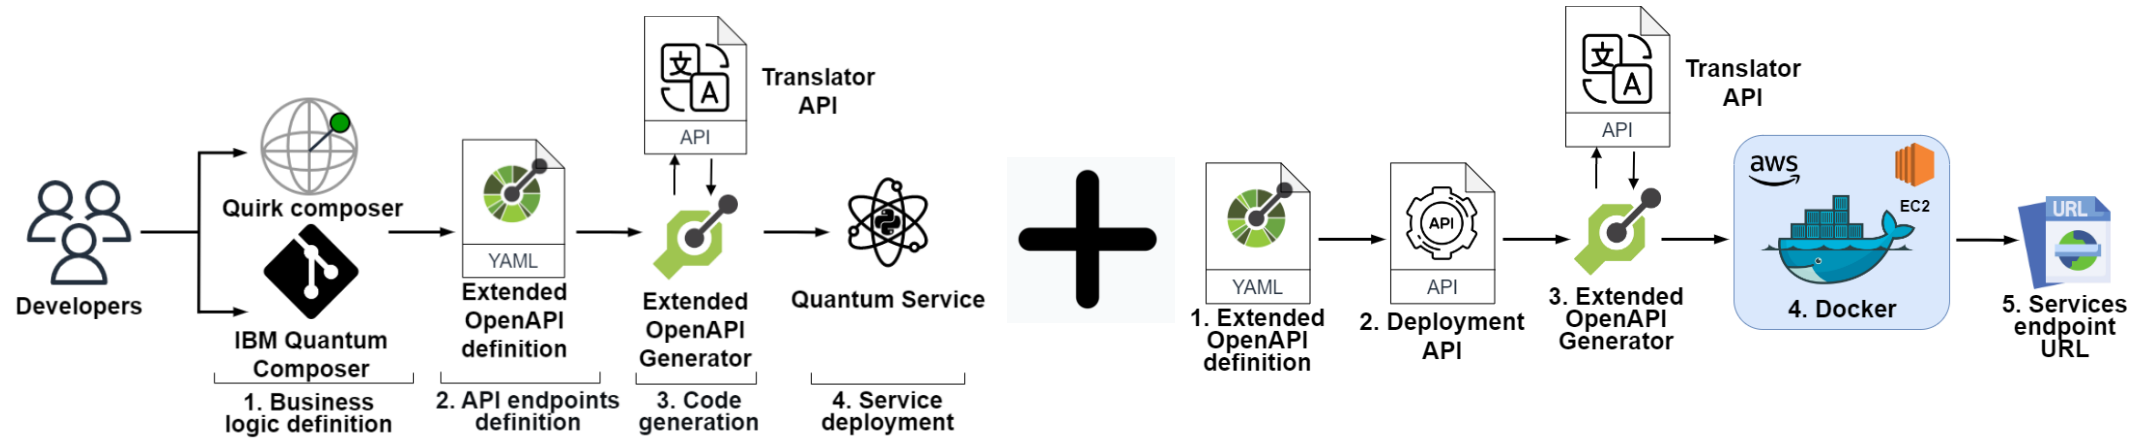 Developers
Quirk composer
IBM Quantum
Composer
1. Business
logic definition
YAML
Extended
OpenAPI
definition
2. API endpoints
definition
文
A
API
Translator
API
Extended
OpenAPI
Generator
3. Code
generation
Quantum Service
4. Service
deployment
YAML
1. Extended
OpenAPI
definition
API
API
2. Deployment
API
文
A
API
Translator
API
3. Extended
OpenAPI
Generator
aws
EC2
4. Docker
URL
5. Services
endpoint
URL